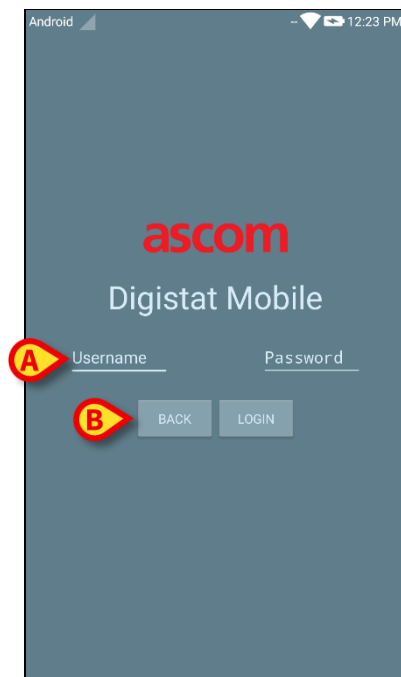 Android -- 12:23 PM
ascom
Digistat Mobile
A Username Password
B BACK LOGIN